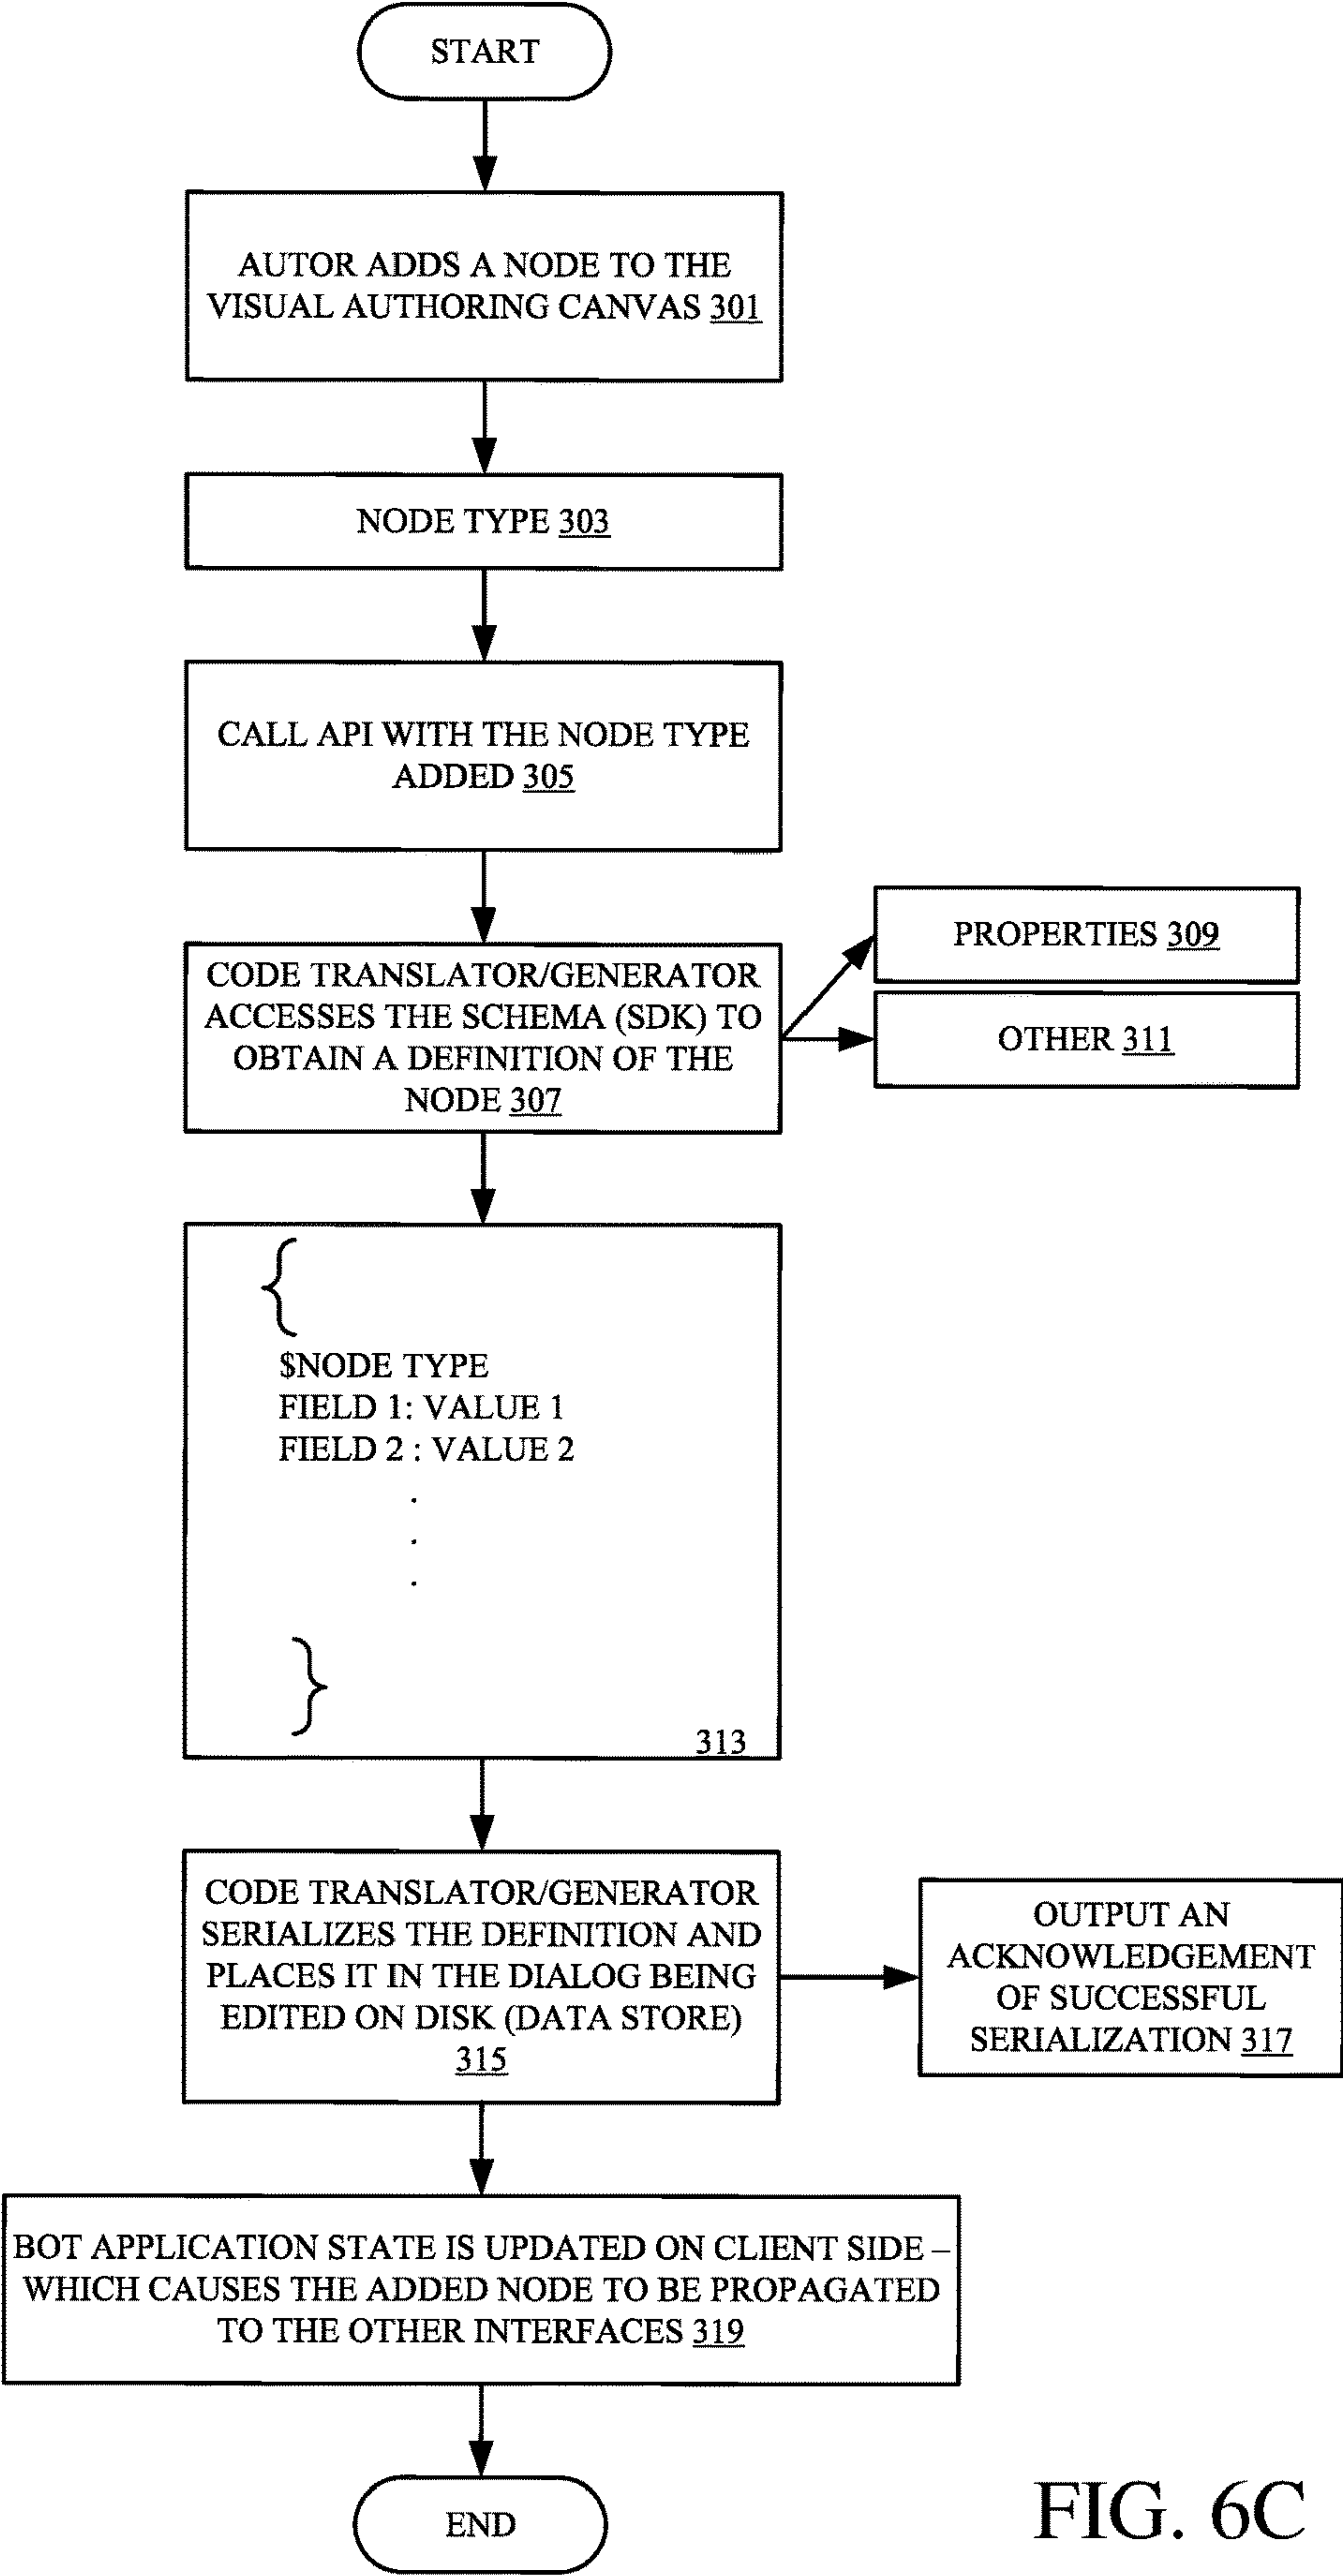 START
AUTOR ADDS A NODE TO THE
VISUAL AUTHORING CANVAS 301
NODE TYPE 303
CALL API WITH THE NODE TYPE
ADDED 305
CODE TRANSLATOR/GENERATOR
ACCESSES THE SCHEMA (SDK) TO
OBTAIN A DEFINITION OF THE
NODE 307
PROPERTIES 309
OTHER 311
{
$NODE TYPE
FIELD 1: VALUE 1
FIELD 2 : VALUE 2
.
.
.
}
313
CODE TRANSLATOR/GENERATOR
SERIALIZES THE DEFINITION AND
PLACES IT IN THE DIALOG BEING
EDITED ON DISK (DATA STORE)
315
OUTPUT AN
ACKNOWLEDGEMENT
OF SUCCESSFUL
SERIALIZATION 317
BOT APPLICATION STATE IS UPDATED ON CLIENT SIDE –
WHICH CAUSES THE ADDED NODE TO BE PROPAGATED
TO THE OTHER INTERFACES 319
END
FIG. 6C